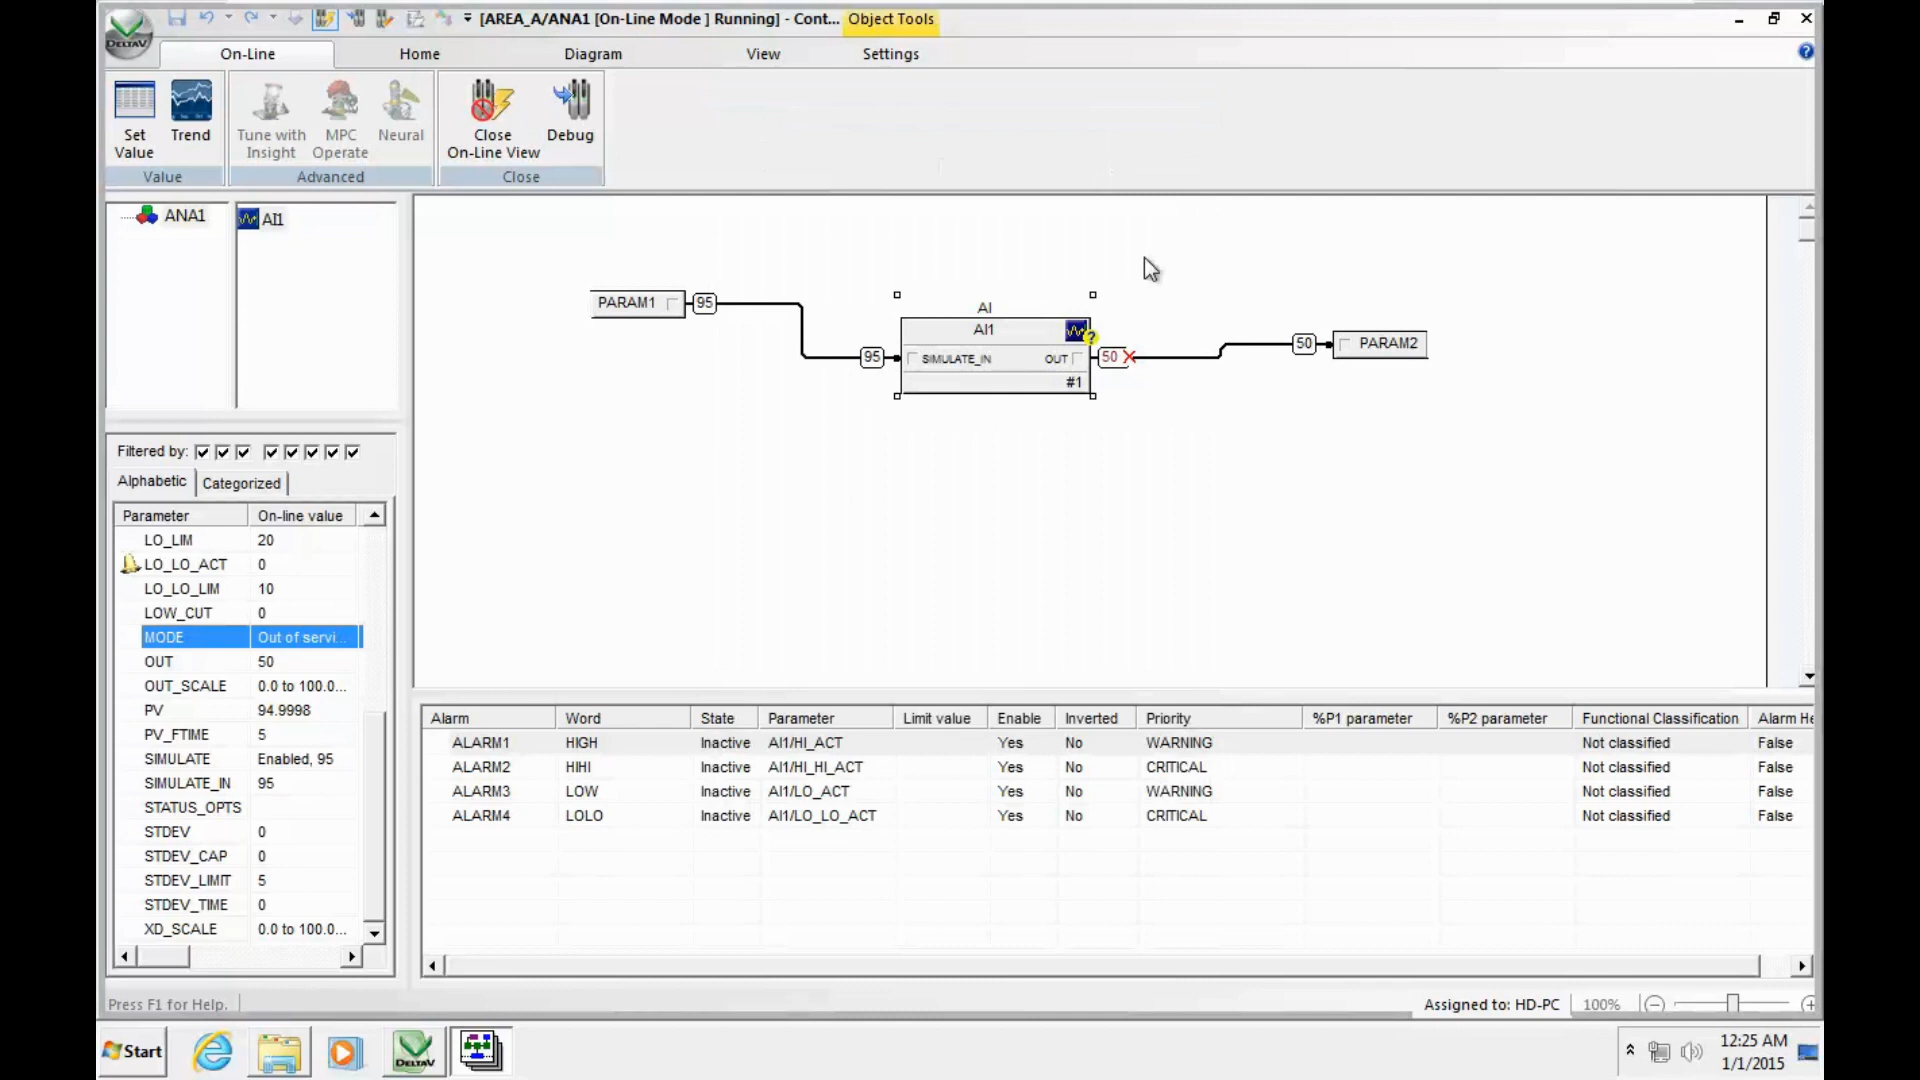 [AREA_A/ANA1 [On-Line Mode ] Running] - Cont...
Object Tools
DELTAV
On-Line
Home
Diagram
View
Settings
Set
Value
Trend
Tune with
Insight
MPC
Operate
Neural
Close
On-Line View
Debug
Value
Advanced
Close
ANA1
AI1
PARAM1
95
AI
AI1
95
SIMULATE_IN
OUT
50
#1
50
PARAM2
Filtered by:
Alphabetic
Categorized
Parameter
On-line value
LO_LIM 20
LO_LO_ACT 0
LO_LO_LIM 10
LOW_CUT 0
MODE Out of servi...
OUT 50
OUT_SCALE 0.0 to 100.0...
PV 94.9998
PV_FTIME 5
SIMULATE Enabled, 95
SIMULATE_IN 95
STATUS_OPTS
STDEV 0
STDEV_CAP 0
STDEV_LIMIT 5
STDEV_TIME 0
XD_SCALE 0.0 to 100.0...
Alarm Word State Parameter Limit value Enable Inverted Priority %P1 parameter %P2 parameter Functional Classification Alarm He
ALARM1 HIGH Inactive AI1/HI_ACT Yes No WARNING Not classified False
ALARM2 HIHI Inactive AI1/HI_HI_ACT Yes No CRITICAL Not classified False
ALARM3 LOW Inactive AI1/LO_ACT Yes No WARNING Not classified False
ALARM4 LOLO Inactive AI1/LO_LO_ACT Yes No CRITICAL Not classified False
Press F1 for Help.
Assigned to: HD-PC
100%
Start
DELTAV
12:25 AM
1/1/2015